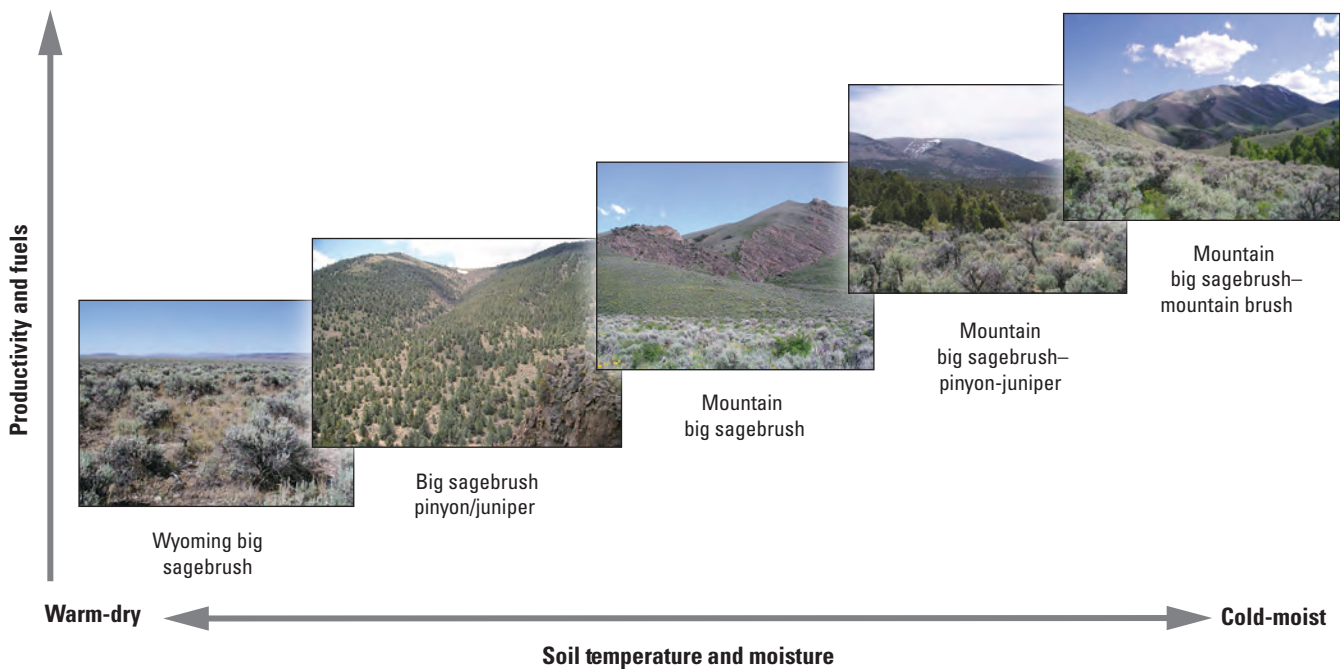 Productivity and fuels
Wyoming big
sagebrush
Big sagebrush
pinyon/juniper
Mountain
big sagebrush
Mountain
big sagebrush–
pinyon-juniper
Mountain
big sagebrush–
mountain brush
Warm-dry
Cold-moist
Soil temperature and moisture